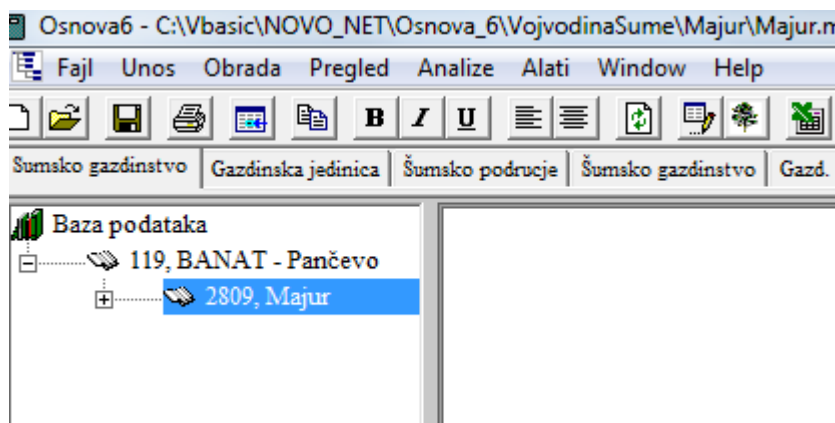 Osnova6 - C:\Vbasic\NOVO_NET\Osnova_6\VojvodinaSume\Majur\Majur.m
Fajl Unos Obrada Pregled Analize Alati Window Help
B I U
Sumsko gazdinstvo Gazdinska jedinica Šumsko podrucje Šumsko gazdinstvo Gazd.
Baza podataka
119, BANAT - Pančevo
2809, Majur